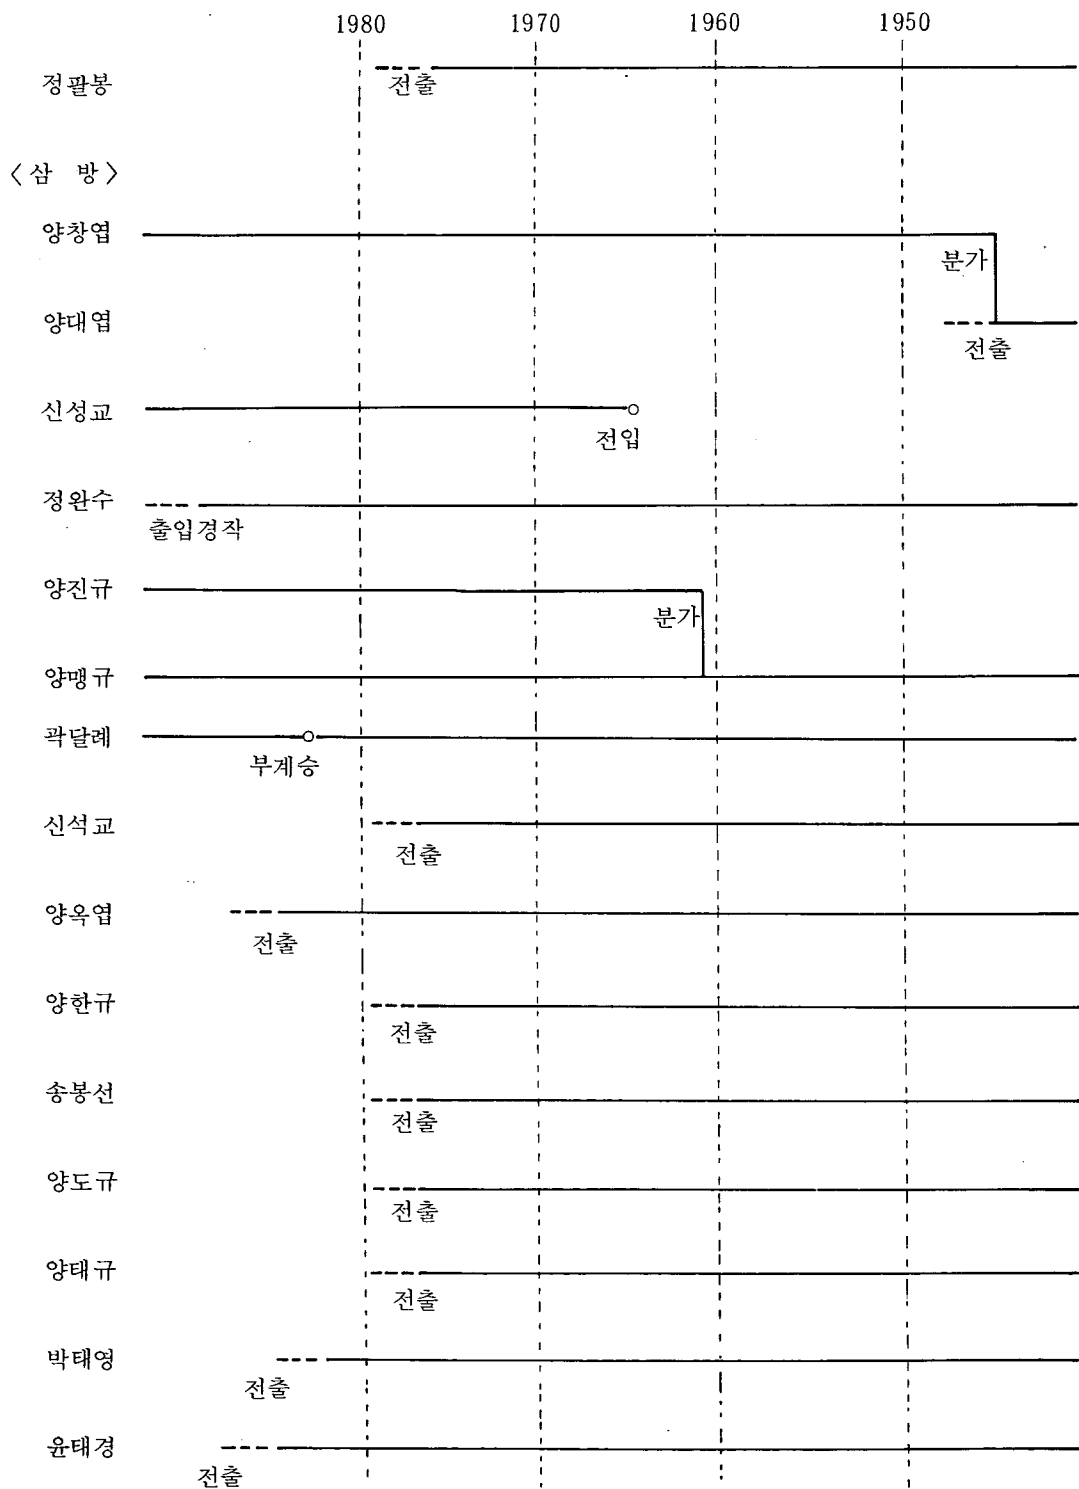 1980 1970 1960 1950
정팔봉
전출
〈삼 방〉
양창엽
분가
양대엽
전출
신성교
전입
정완수
출입경작
양진규
분가
양맹규
곽달례
부계승
신석교
전출
양옥엽
전출
양한규
전출
송봉선
전출
양도규
전출
양태규
전출
박태영
전출
윤태경
전출